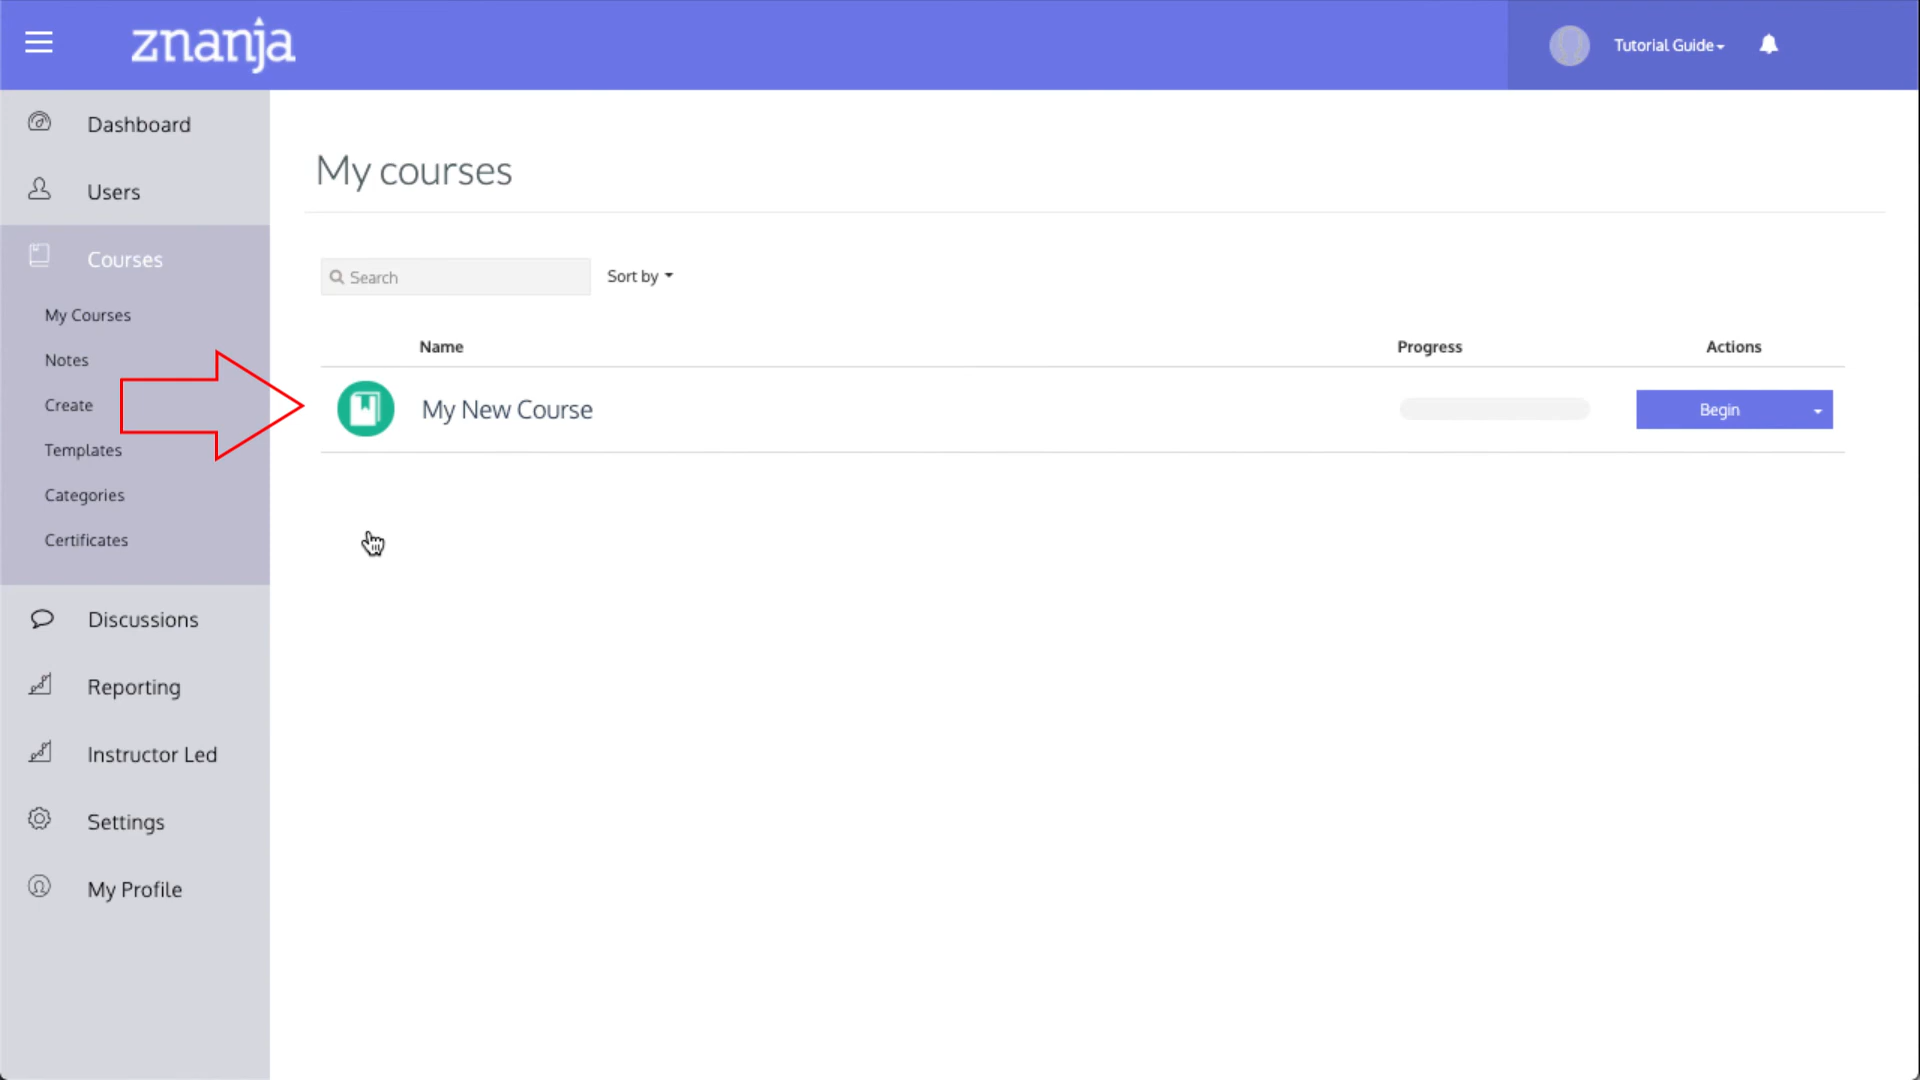 znanja
Tutorial Guide
Dashboard
Users
Courses
My Courses
Notes
Create
Templates
Categories
Certificates
Discussions
Reporting
Instructor Led
Settings
My Profile
My courses
Search
Sort by
Name Progress Actions
My New Course Begin